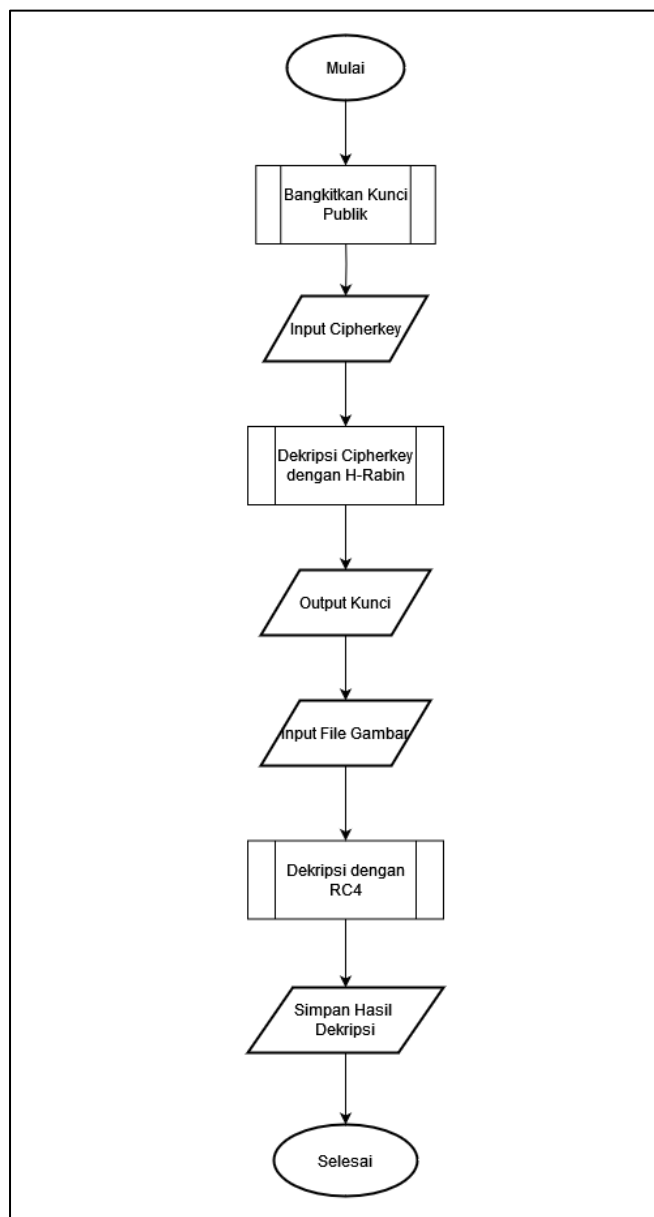 Mulai
Bangkitkan Kunci
Publik
Input Cipherkey
Dekripsi Cipherkey
dengan H-Rabin
Output Kunci
Input File Gambar
Dekripsi dengan
RC4
Simpan Hasil
Dekripsi
Selesai